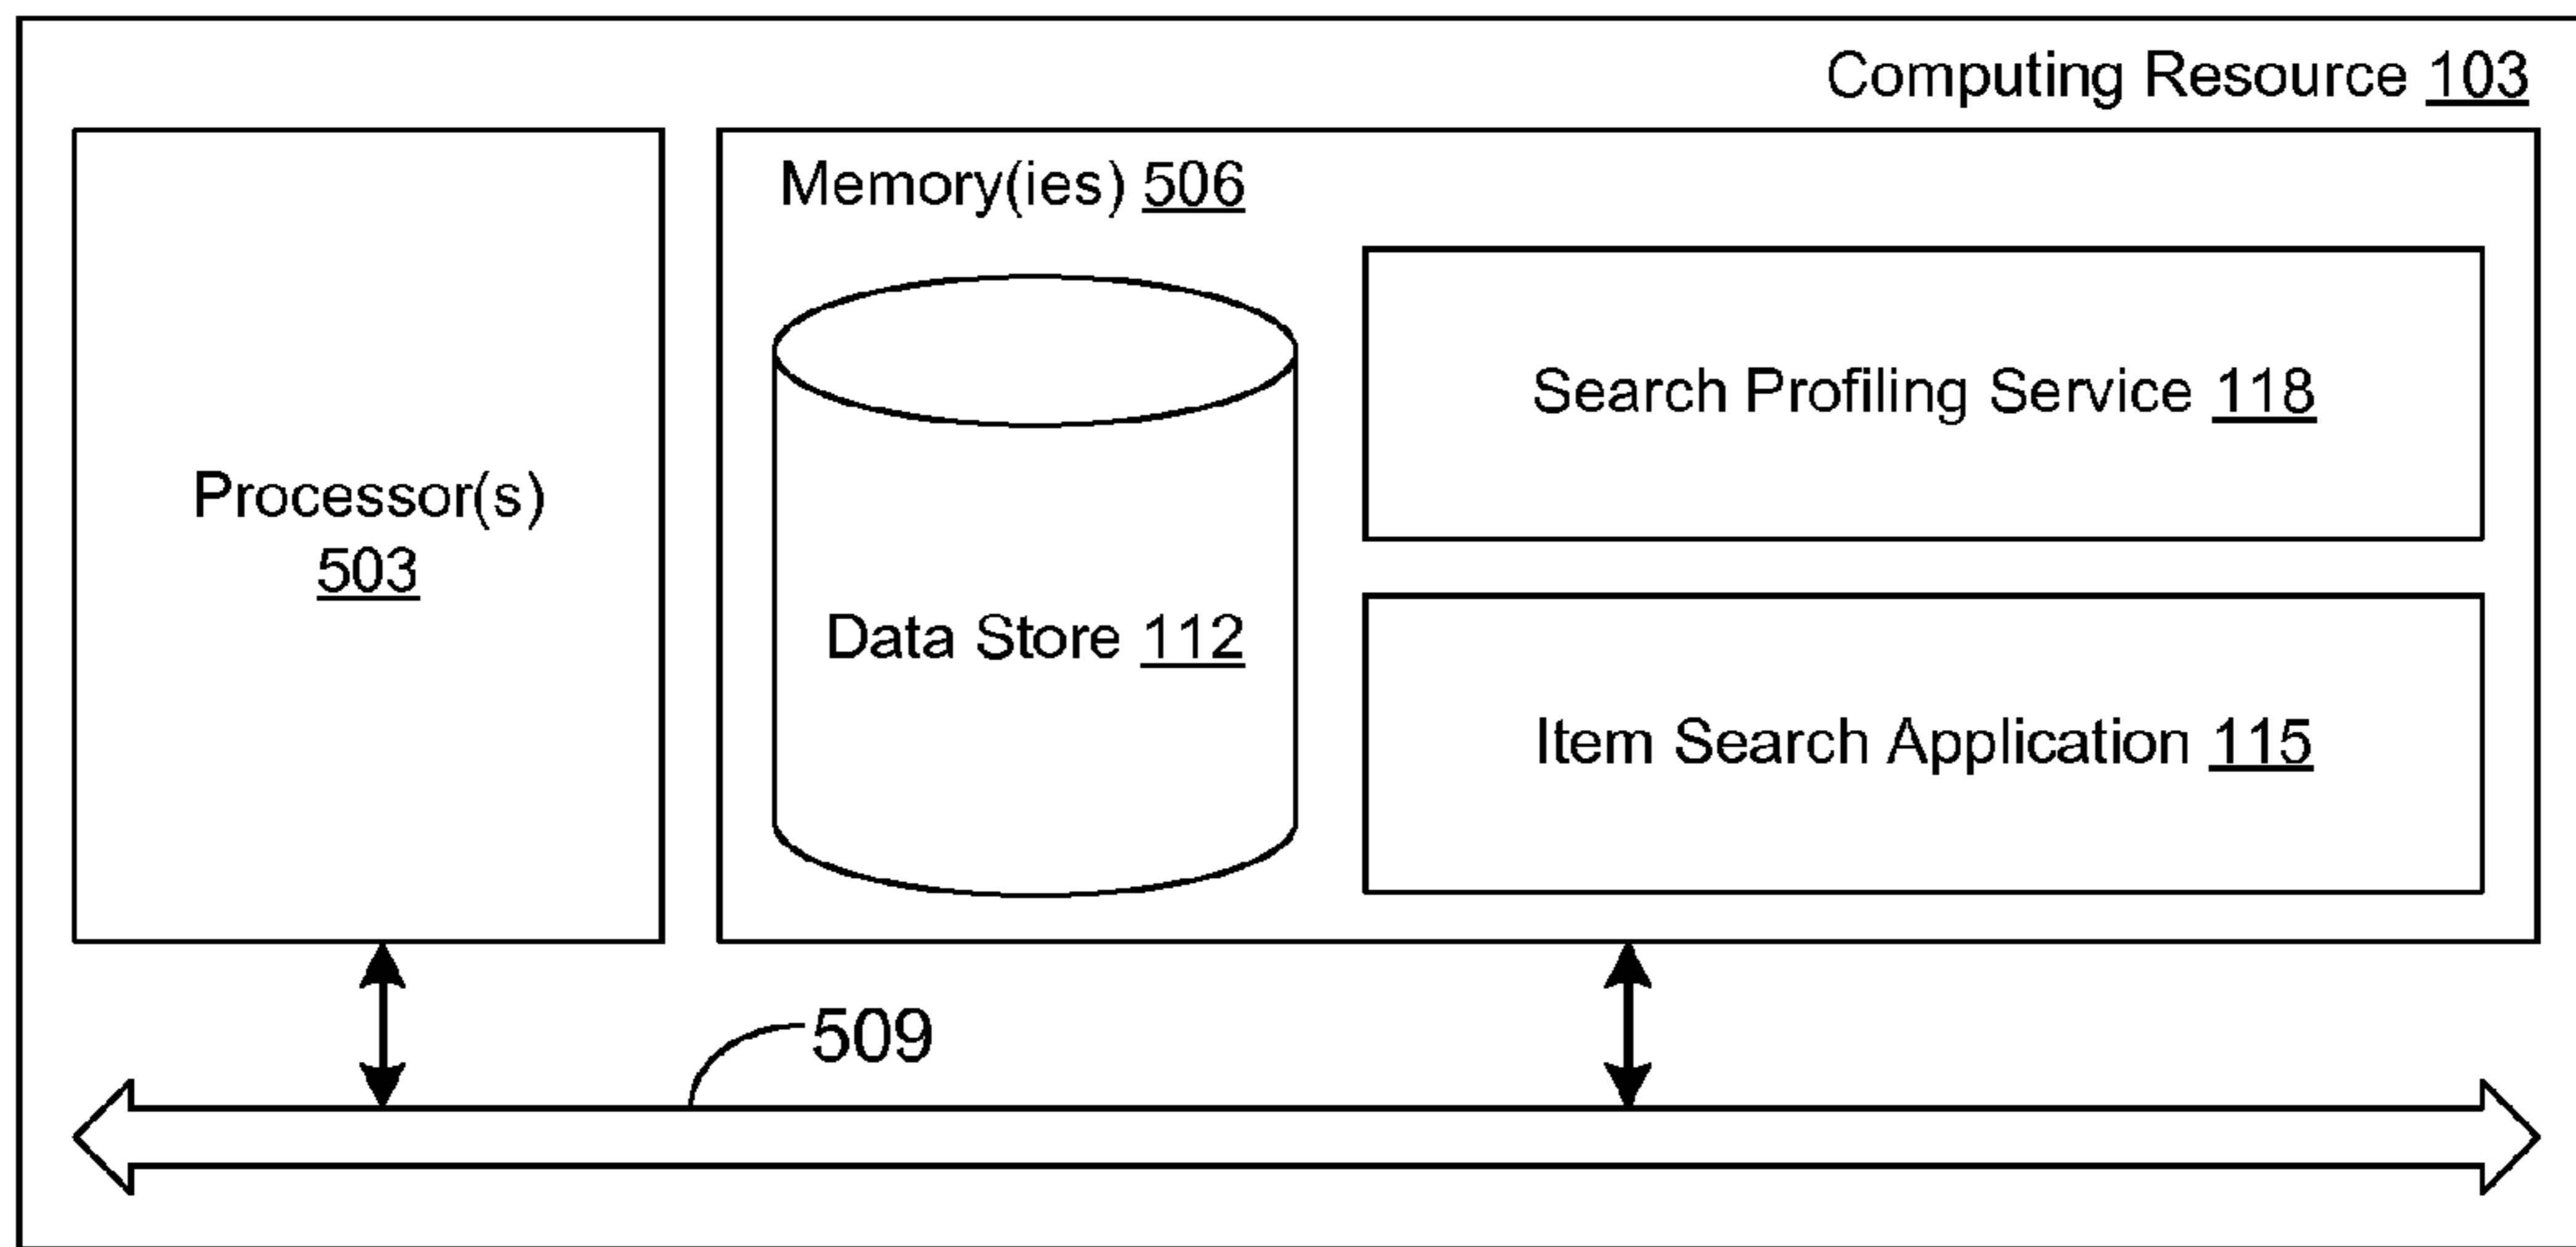 Computing Resource 103
Memory(ies) 506
Search Profiling Service 118
Processor(s)
503
Data Store 112
Item Search Application 115
509